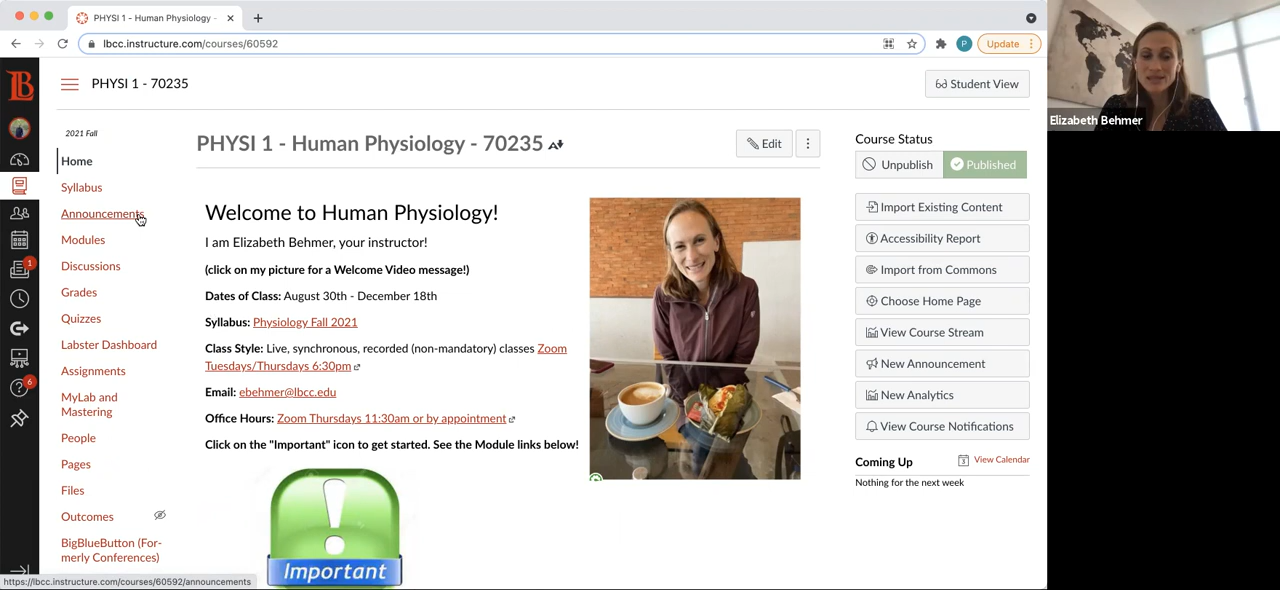 PHYSI 1 - Human Physiology -
lbcc.instructure.com/courses/60592
P
Update
Elizabeth Behmer
LB
PHYSI 1 - 70235
Student View
2021 Fall
Home
Syllabus
Announcements
Modules
Discussions
Grades
Quizzes
Labster Dashboard
Assignments
MyLab and
Mastering
People
Pages
Files
Outcomes
BigBlueButton (For-
merly Conferences)
1
6
PHYSI 1 - Human Physiology - 70235
Edit
Welcome to Human Physiology!
I am Elizabeth Behmer, your instructor!
(click on my picture for a Welcome Video message!)
Dates of Class: August 30th - December 18th
Syllabus: Physiology Fall 2021
Class Style: Live, synchronous, recorded (non-mandatory) classes Zoom
Tuesdays/Thursdays 6:30pm
Email: ebehmer@lbcc.edu
Office Hours: Zoom Thursdays 11:30am or by appointment
Click on the "Important" icon to get started. See the Module links below!
!
Important
Course Status
Unpublish
Published
Import Existing Content
Accessibility Report
Import from Commons
Choose Home Page
View Course Stream
New Announcement
New Analytics
View Course Notifications
Coming Up
View Calendar
Nothing for the next week
https://lbcc.instructure.com/courses/60592/announcements